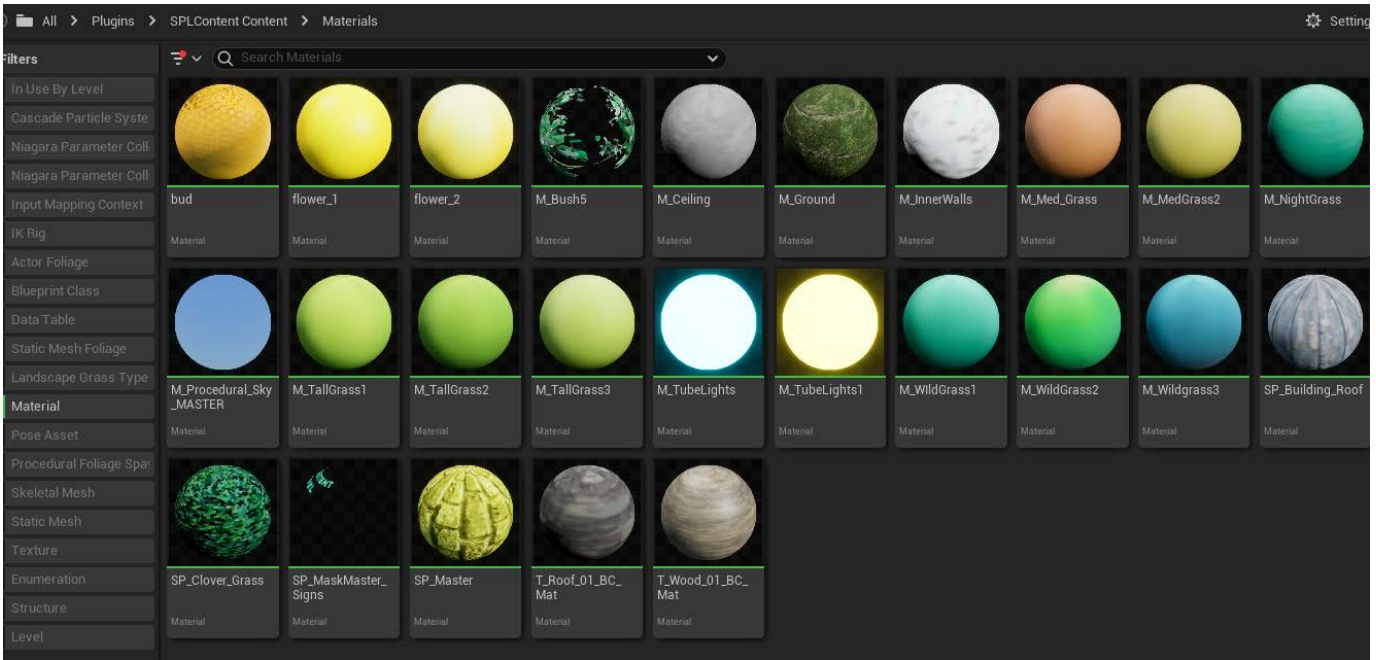 All > Plugins > SPLContent Content > Materials
Setting
Filters
Search Materials
In Use By Level
Cascade Particle Syste
Niagara Parameter Coll
Niagara Parameter Coll
Input Mapping Context
IK Rig
Actor Foliage
Blueprint Class
Data Table
Static Mesh Foliage
Landscape Grass Type
Material
Pose Asset
Procedural Foliage Spa
Skeletal Mesh
Static Mesh
Texture
Enumeration
Structure
Level
bud
Material
flower_1
Material
flower_2
Material
M_Bush5
Material
M_Ceiling
Material
M_Ground
Material
M_InnerWalls
Material
M_Med_Grass
Material
M_MedGrass2
Material
M_NightGrass
Material
M_Procedural_Sky
_MASTER
Material
M_TallGrass1
Material
M_TallGrass2
Material
M_TallGrass3
Material
M_TubeLights
Material
M_TubeLights1
Material
M_WIldGrass1
Material
M_WildGrass2
Material
M_Wildgrass3
Material
SP_Building_Roof
Material
SP_Clover_Grass
Material
SP_MaskMaster_
Signs
Material
SP_Master
Material
T_Roof_01_BC_
Mat
Material
T_Wood_01_BC_
Mat
Material